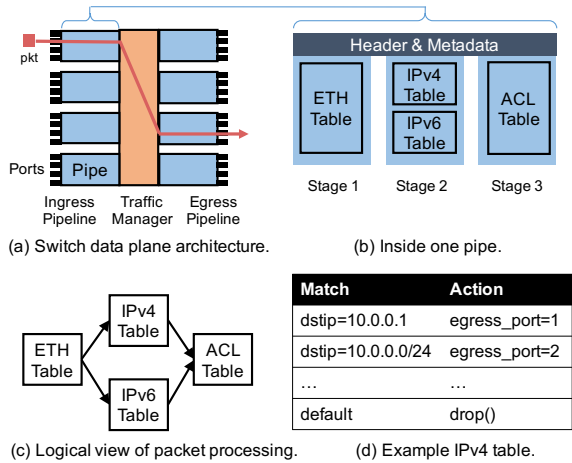 pkt
Ports
Pipe
Ingress
Pipeline
Traffic
Manager
Egress
Pipeline
(a) Switch data plane architecture.
Header & Metadata
ETH
Table
IPv4
Table
IPv6
Table
ACL
Table
Stage 1
Stage 2
Stage 3
(b) Inside one pipe.
ETH
Table
IPv4
Table
IPv6
Table
ACL
Table
(c) Logical view of packet processing.
Match Action
dstip=10.0.0.1 egress_port=1
dstip=10.0.0.0/24 egress_port=2
... ...
default drop()
(d) Example IPv4 table.